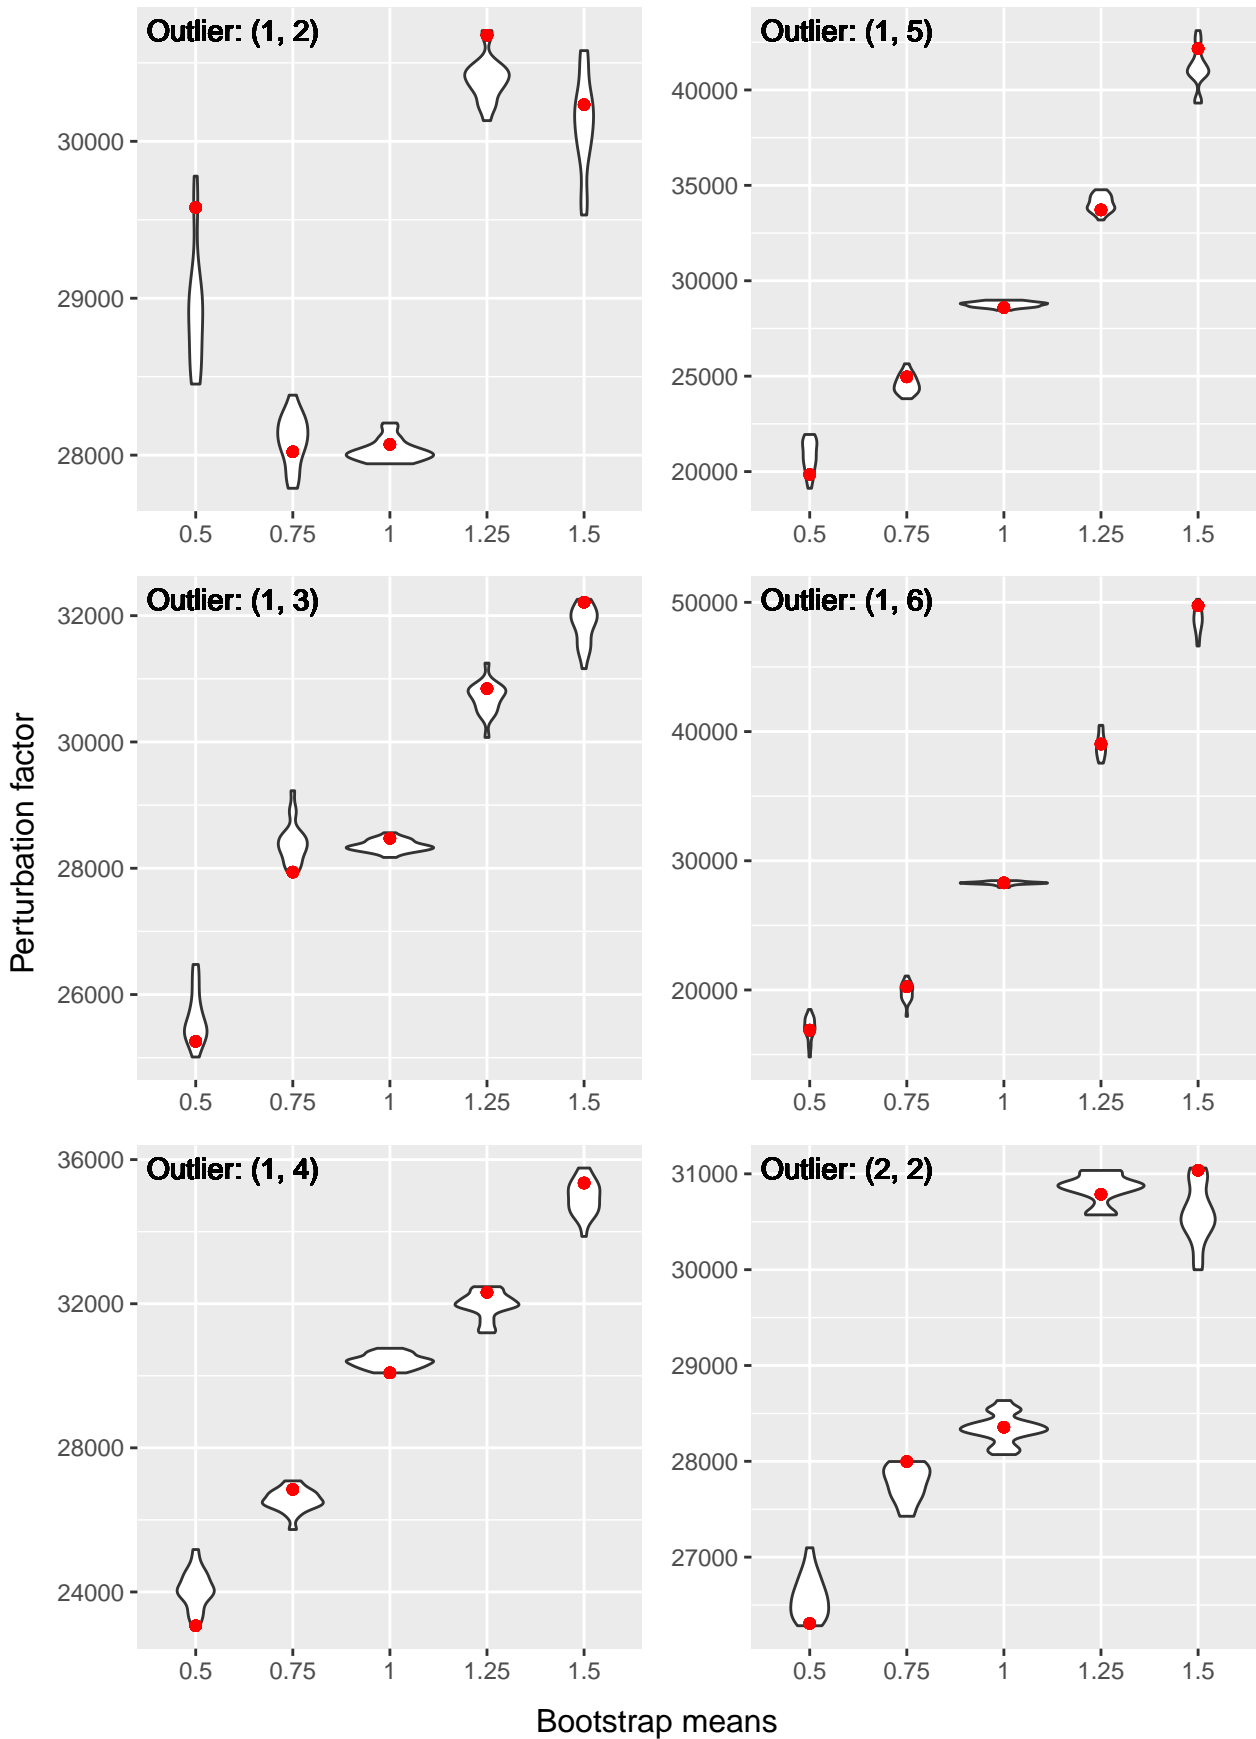 Outlier: (1, 2)
30000
29000
28000
0.5 0.75 1 1.25 1.5
Outlier: (1, 5)
40000
35000
30000
25000
20000
0.5 0.75 1 1.25 1.5
Outlier: (1, 3)
32000
30000
28000
26000
0.5 0.75 1 1.25 1.5
Outlier: (1, 6)
50000
40000
30000
20000
0.5 0.75 1 1.25 1.5
Outlier: (1, 4)
36000
32000
28000
24000
0.5 0.75 1 1.25 1.5
Outlier: (2, 2)
31000
30000
29000
28000
27000
0.5 0.75 1 1.25 1.5
Perturbation factor
Bootstrap means